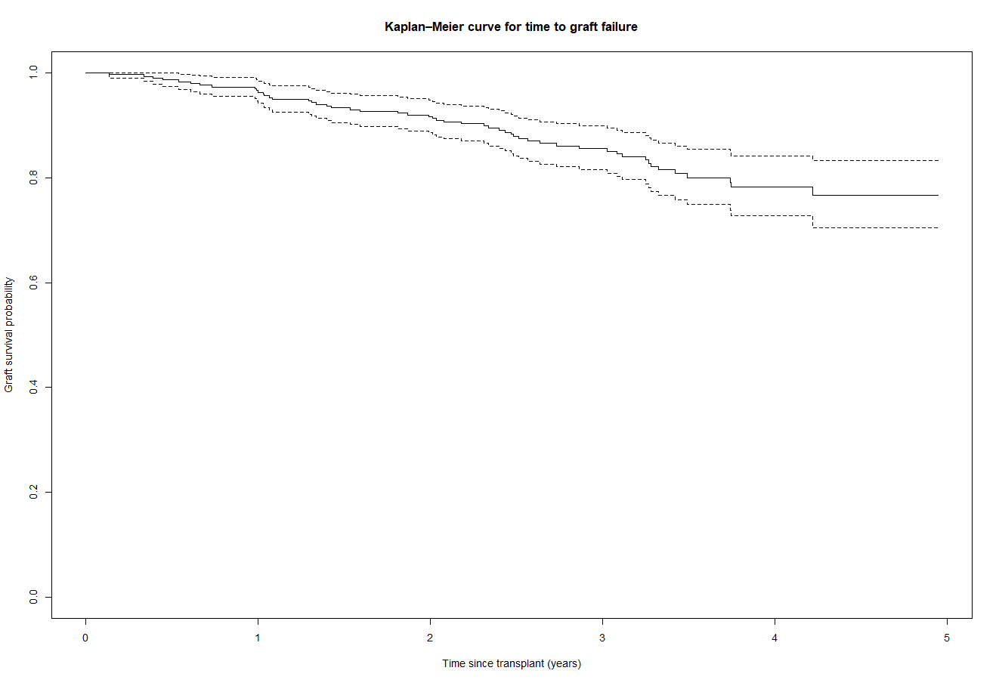 Kaplan–Meier curve for time to graft failure
Graft survival probability
1.0
0.8
0.6
0.4
0.2
0.0
0 1 2 3 4 5
Time since transplant (years)